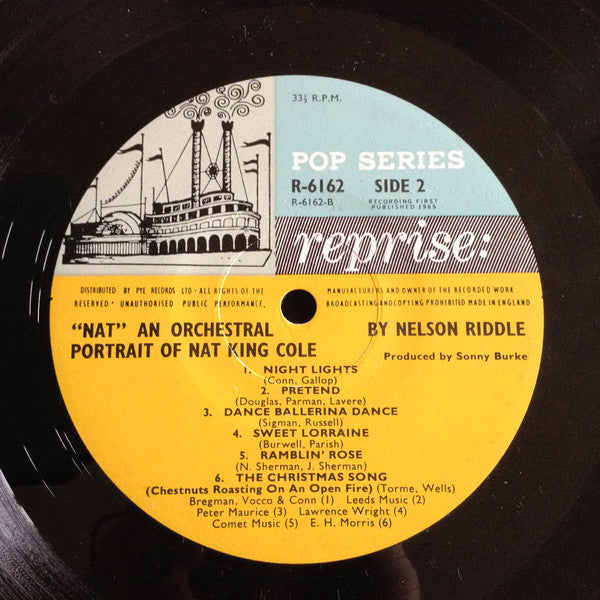 33⅓ R.P.M.
POP SERIES
R-6162 SIDE 2
R-6162-B RECORDING FIRST PUBLISHED 1965
reprise:
DISTRIBUTED BY PYE RECORDS LTD · ALL RIGHTS OF THE MANUFACTURERS AND OWNER OF THE RECORDED WORK
RESERVED · UNAUTHORISED PUBLIC PERFORMANCE, BROADCASTING AND COPYING PROHIBITED MADE IN ENGLAND
“NAT” AN ORCHESTRAL
PORTRAIT OF NAT KING COLE
BY NELSON RIDDLE
Produced by Sonny Burke
1. NIGHT LIGHTS
(Conn, Gallop)
2. PRETEND
(Douglas, Parman, Lavere)
3. DANCE BALLERINA DANCE
(Sigman, Russell)
4. SWEET LORRAINE
(Burwell, Parish)
5. RAMBLIN' ROSE
(N. Sherman, J. Sherman)
6. THE CHRISTMAS SONG
(Chestnuts Roasting On An Open Fire) (Torme, Wells)
Bregman, Vocco & Conn (1) Leeds Music (2)
Peter Maurice (3) Lawrence Wright (4)
Comet Music (5) E. H. Morris (6)